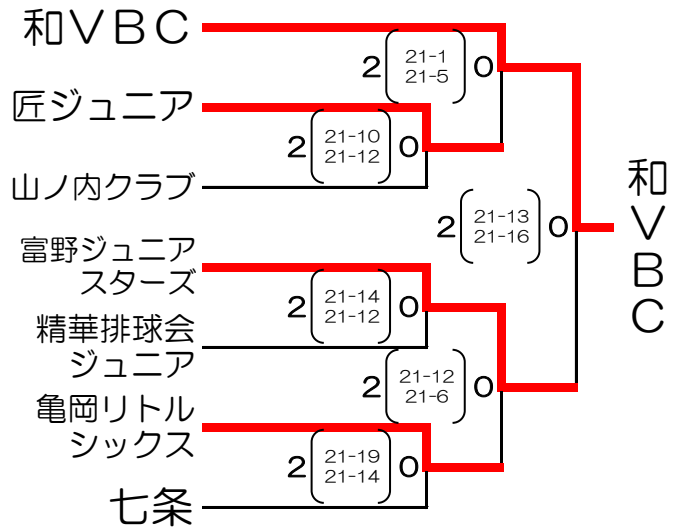 和VBC
2 21-1 0
21-5
匠ジュニア
2 21-10 0
21-12
山ノ内クラブ
和VBC
2 21-13 0
21-16
富野ジュニア
スターズ
2 21-14 0
21-12
精華排球会
ジュニア
2 21-12 0
21-6
亀岡リトル
シックス
2 21-19 0
21-14
七条